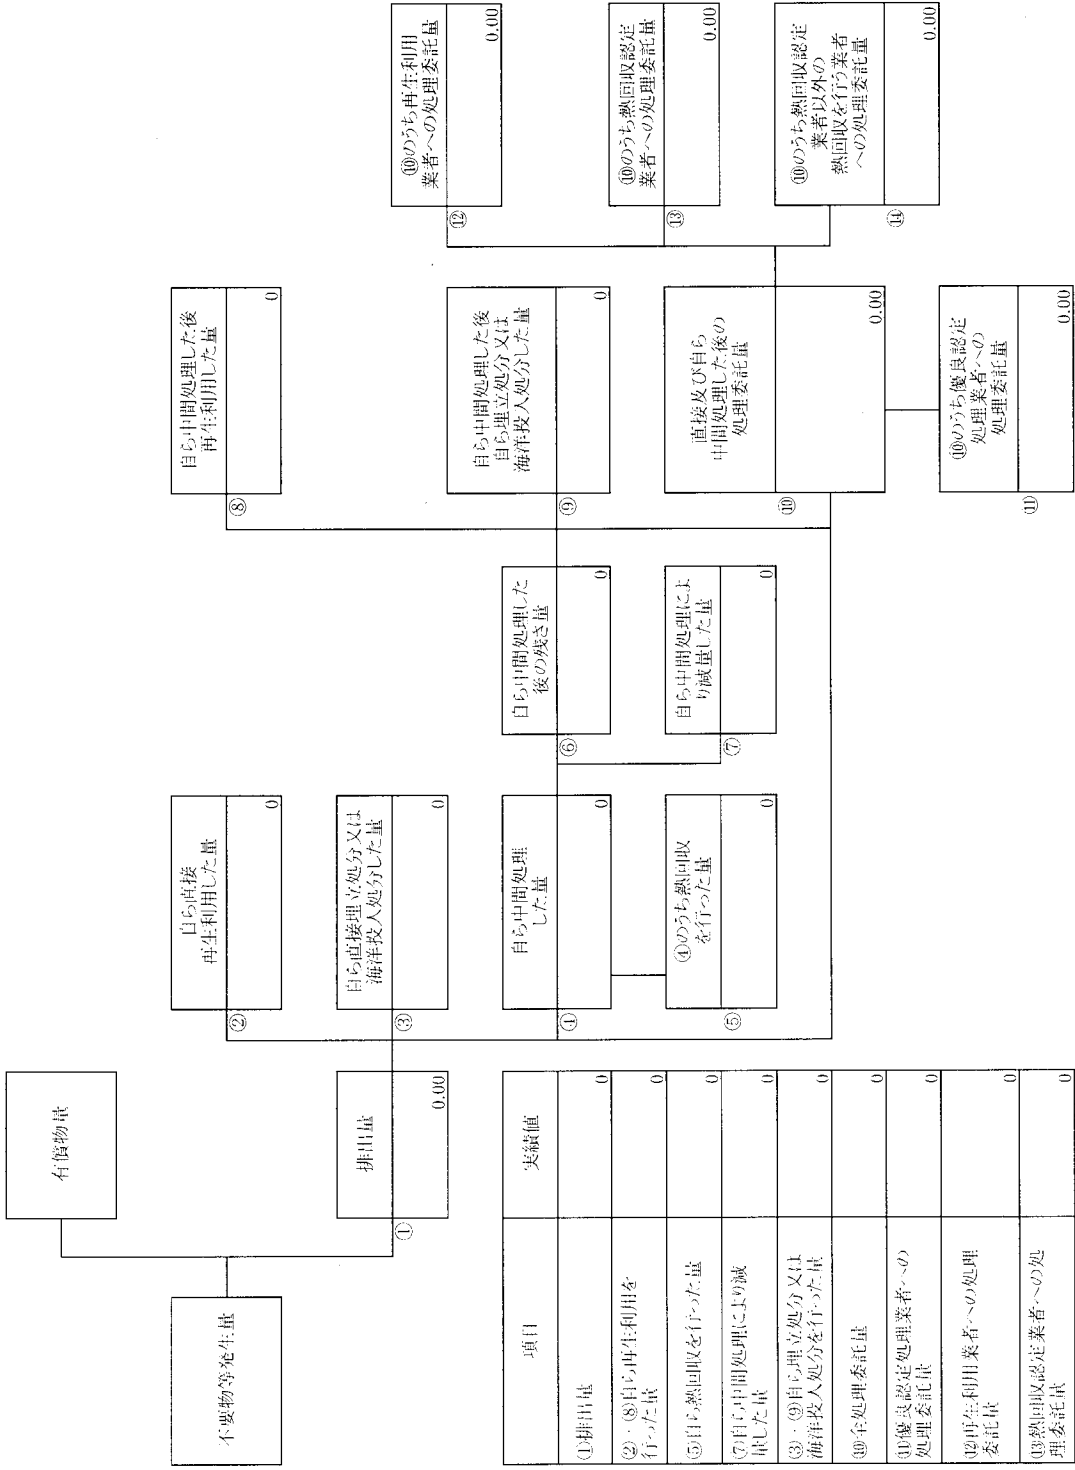 不要物等発生量
有償物量
①
排出量
0.00
②
自ら直接
再生利用した量
0
③
自ら直接埋立処分又は
海洋投入処分した量
0
④
自ら中間処理
した量
0
⑤
④のうち熱回収
を行った量
0
⑥
自ら中間処理した
後の残さ量
0
⑦
自ら中間処理によ
り減量した量
0
⑧
自ら中間処理した後
再生利用した量
0
⑨
自ら中間処理した後
自ら埋立処分又は
海洋投入処分した量
0
⑩
直接及び自ら
中間処理した後の
処理委託量
0.00
⑪
⑩のうち優良認定
処理業者への
処理委託量
0.00
⑫
⑩のうち再生利用
業者への処理委託量
0.00
⑬
⑩のうち熱回収認定
業者への処理委託量
0.00
⑭
⑩のうち熱回収認定
業者以外の
熱回収を行う業者
への処理委託量
0.00
項目 実績値
①排出量 0
②・⑧自ら再生利用を
行った量 0
⑤自ら熱回収を行った量 0
⑦自ら中間処理により減
量した量 0
③・⑨自ら埋立処分又は
海洋投入処分を行った量 0
⑩全処理委託量 0
⑪優良認定処理業者への
処理委託量 0
⑫再生利用業者への処理
委託量 0
⑬熱回収認定業者への処
理委託量 0